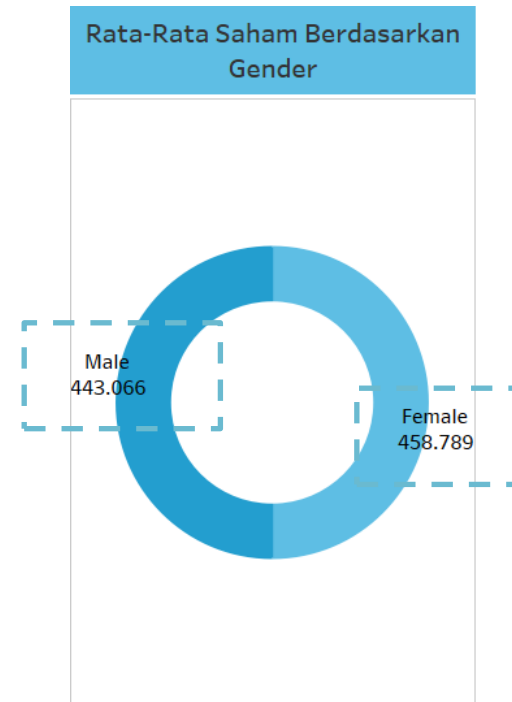 Rata-Rata Saham Berdasarkan
Gender
Male
443.066
Female
458.789